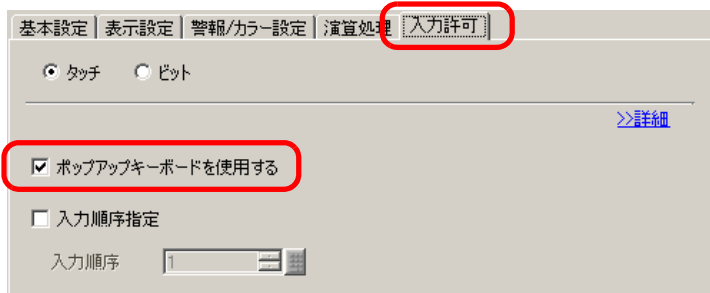 基本設定 表示設定 警報/カラー設定 演算処理 入力許可
タッチ ビット
>>詳細
ポップアップキーボードを使用する
入力順序指定
入力順序 1